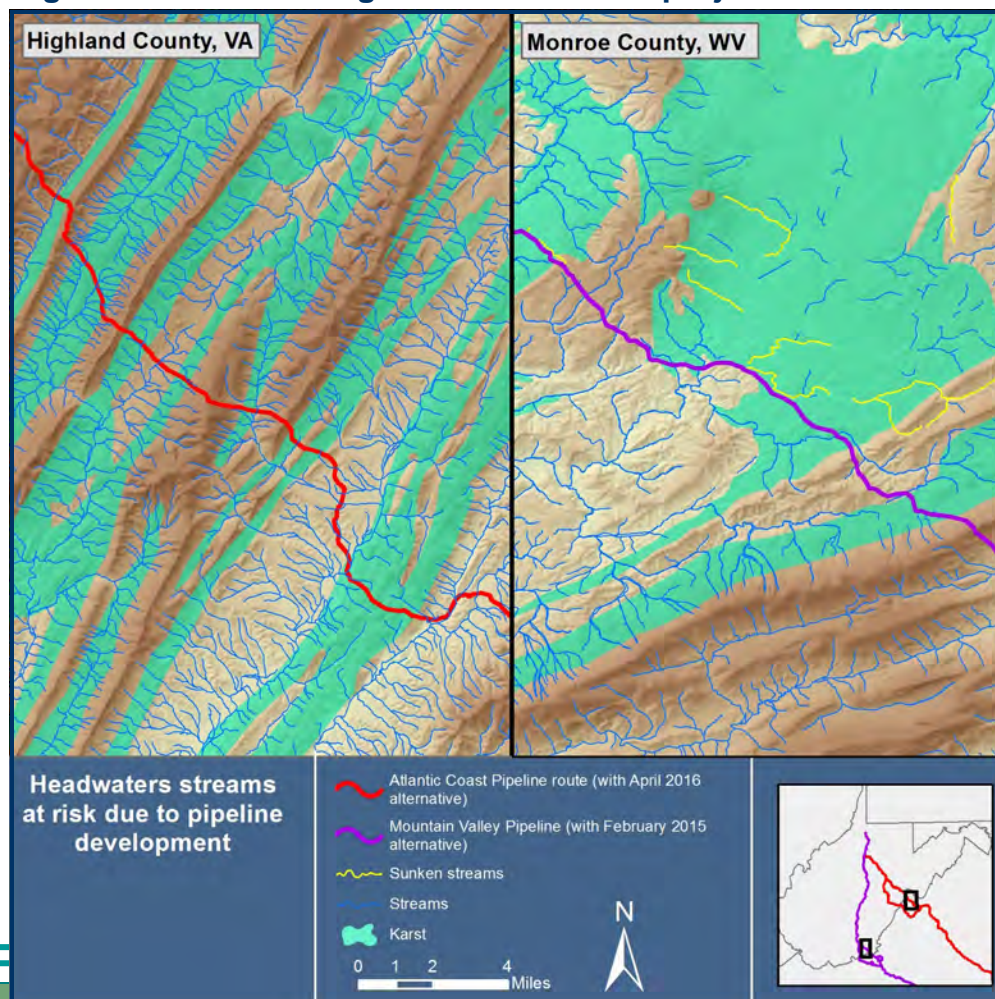 Highland County, VA
Monroe County, WV
Headwaters streams
at risk due to pipeline
development
Atlantic Coast Pipeline route (with April 2016
alternative)
Mountain Valley Pipeline (with February 2015
alternative)
Sunken streams
Streams
Karst
0 1 2 4
Miles
N